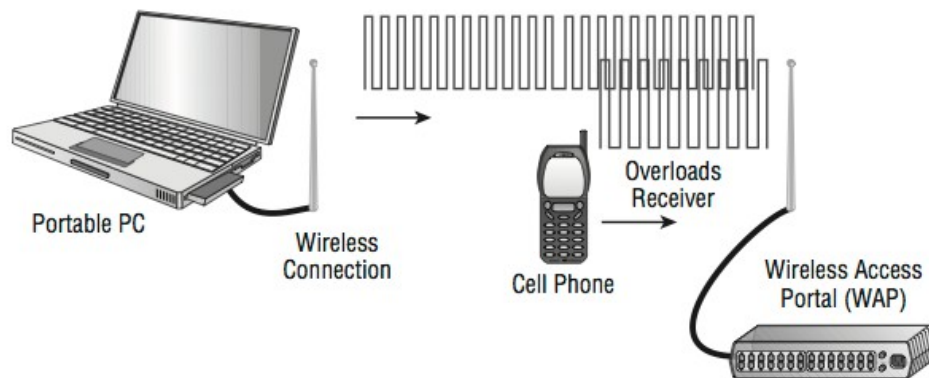 Portable PC
Wireless
Connection
Overloads
Receiver
Cell Phone
Wireless Access
Portal (WAP)